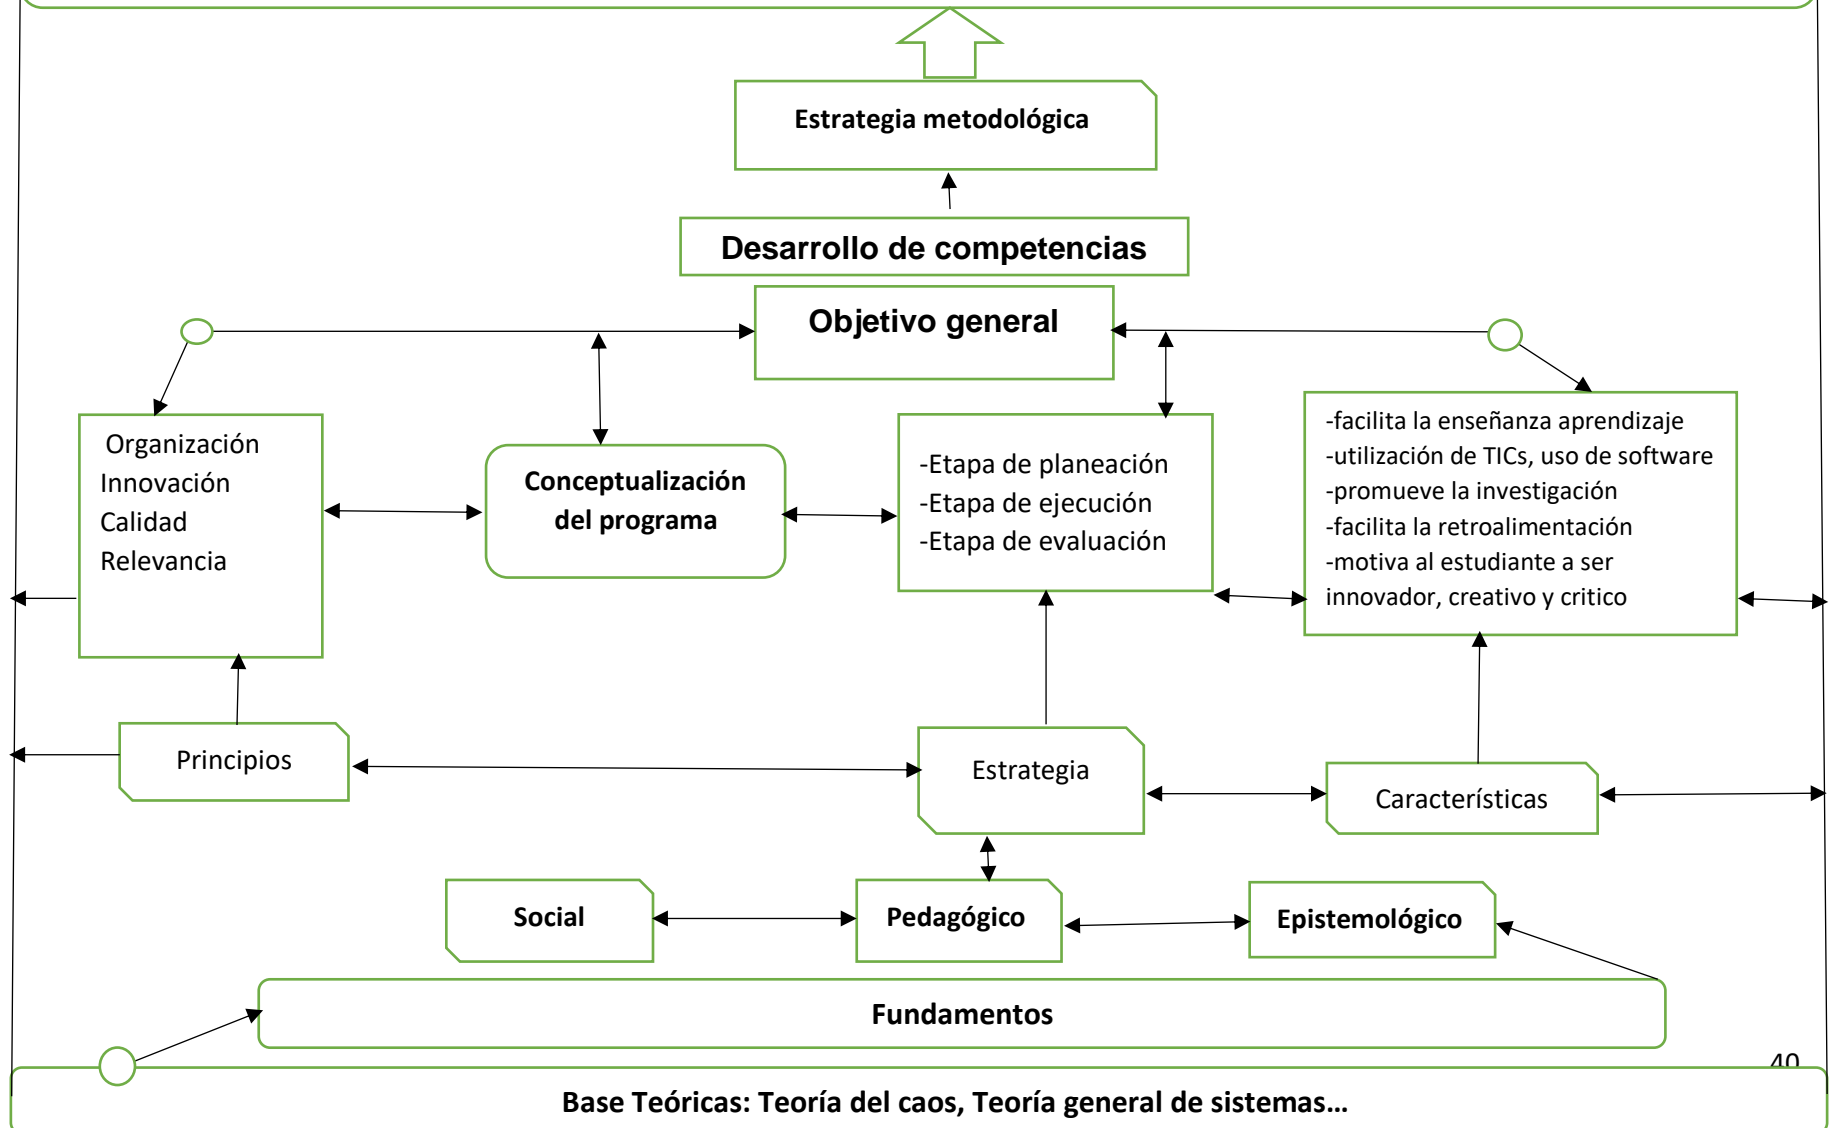 Estrategia metodológica
Desarrollo de competencias
Objetivo general
Organización
Innovación
Calidad
Relevancia
Conceptualización
del programa
-Etapa de planeación
-Etapa de ejecución
-Etapa de evaluación
-facilita la enseñanza aprendizaje
-utilización de TICs, uso de software
-promueve la investigación
-facilita la retroalimentación
-motiva al estudiante a ser
innovador, creativo y critico
Principios
Estrategia
Características
Social
Pedagógico
Epistemológico
Fundamentos
40
Base Teóricas: Teoría del caos, Teoría general de sistemas...